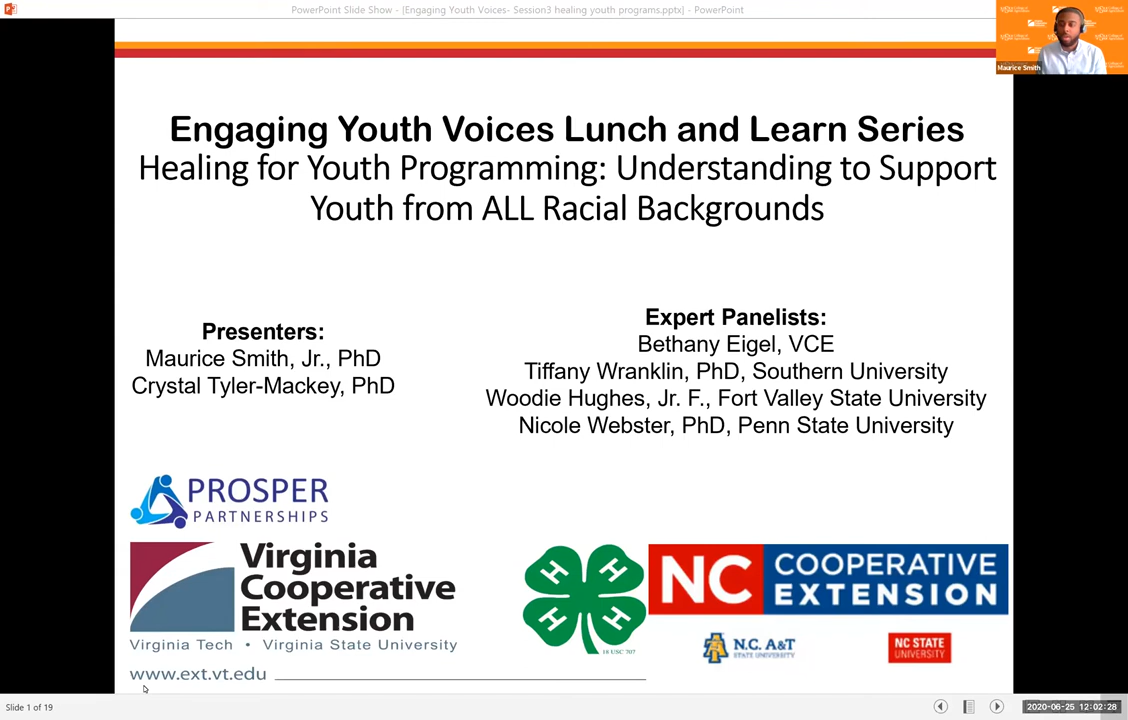 PowerPoint Slide Show - [Engaging Youth Voices- Session3 healing youth programs.pptx] - PowerPoint
Maurice Smith
Engaging Youth Voices Lunch and Learn Series
Healing for Youth Programming: Understanding to Support
Youth from ALL Racial Backgrounds
Presenters:
Maurice Smith, Jr., PhD
Crystal Tyler-Mackey, PhD
Expert Panelists:
Bethany Eigel, VCE
Tiffany Wranklin, PhD, Southern University
Woodie Hughes, Jr. F., Fort Valley State University
Nicole Webster, PhD, Penn State University
PROSPER
PARTNERSHIPS
Virginia
Cooperative
Extension
Virginia Tech • Virginia State University
www.ext.vt.edu
H H
H H
18 USC 707
NC
COOPERATIVE
EXTENSION
N.C. A&T
STATE UNIVERSITY
NC STATE
UNIVERSITY
Slide 1 of 19
2020-06-25 12:02:28